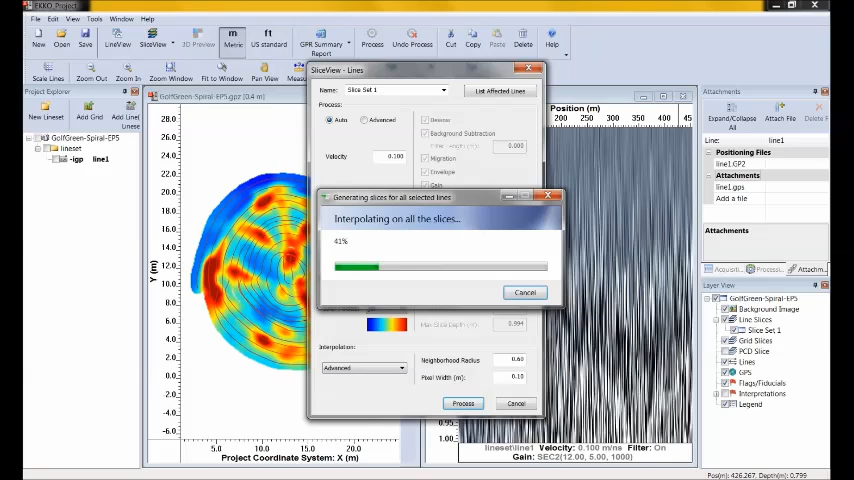 EKKO_Project
File Edit View Tools Window Help
New Open Save LineView SliceView 3D Preview m Metric ft US standard GPR Summary Report Process Undo Process Cut Copy Paste Delete Help
Scale Lines Zoom Out Zoom In Zoom Window Fit to Window Pan View
Project Explorer
New Lineset Add Grid
GolfGreen-Spiral-EP5
lineset
-igp line1
GolfGreen-Spiral-EP5.gpz [0.4 m]
28.0
26.0
24.0
22.0
20.0
18.0
16.0
14.0
12.0
10.0
8.0
6.0
4.0
2.0
0.0
-2.0
-4.0
-6.0
Y (m)
5.0 10.0 15.0 20.0
Project Coordinate System: X (m)
SliceView - Lines
Name: Slice Set 1 List Affected Lines
Process:
Auto Advanced
Dewow
Background Subtraction
0.000
Velocity 0.100
Migration
Envelope
Gain
Generating slices for all selected lines
Interpolating on all the slices...
41%
Cancel
0.994
Interpolation:
Advanced
Neighborhood Radius 0.60
Pixel Width (m): 0.10
Process Cancel
Position (m)
200 250 300 350 400
1.00
Velocity: 0.100 m/ns Filter: On
Gain: SEC2(12.00, 5.00, 1000)
Attachments
Expand/Collapse All Attach File
Line: line1
Positioning Files
line1.GP2
Attachments
line1.gps
Add a file
Attachments
Layer View
GolfGreen-Spiral-EP5
Background Image
Line Slices
Slice Set 1
Grid Slices
PCD Slice
Lines
GPS
Flags/Fiducials
Interpretations
Legend
Pos(m): 426.267, Depth(m): 0.799